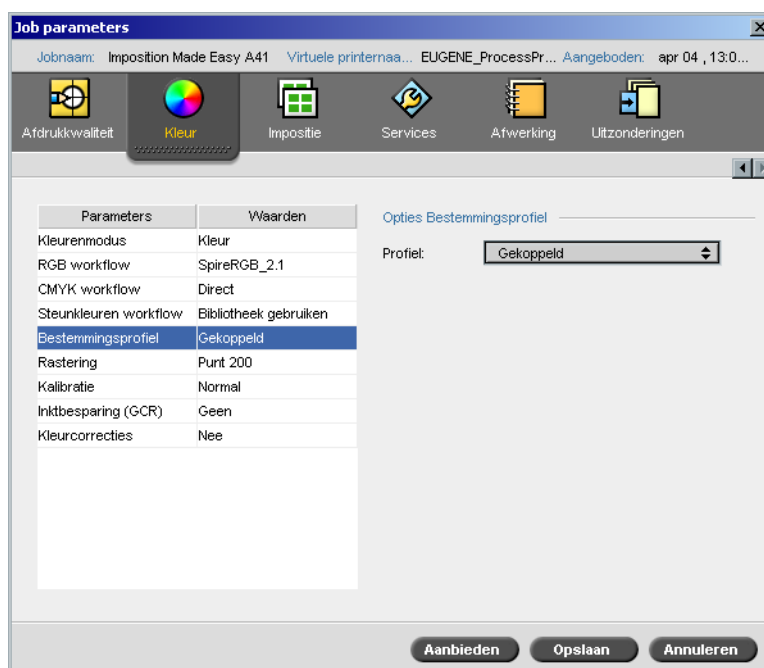 Job parameters
Jobnaam: Imposition Made Easy A41 Virtuele printernaa... EUGENE_ProcessPr... Aangeboden: apr 04 , 13:0...
Afdrukkwaliteit Kleur Impositie Services Afwerking Uitzonderingen
Parameters Waarden Opties Bestemmingsprofiel
Kleurenmodus Kleur
Profiel: Gekoppeld
RGB workflow SpireRGB_2.1
CMYK workflow Direct
Steunkleuren workflow Bibliotheek gebruiken
Bestemmingsprofiel Gekoppeld
Rastering Punt 200
Kalibratie Normal
Inktbesparing (GCR) Geen
Kleurcorrecties Nee
Aanbieden Opslaan Annuleren